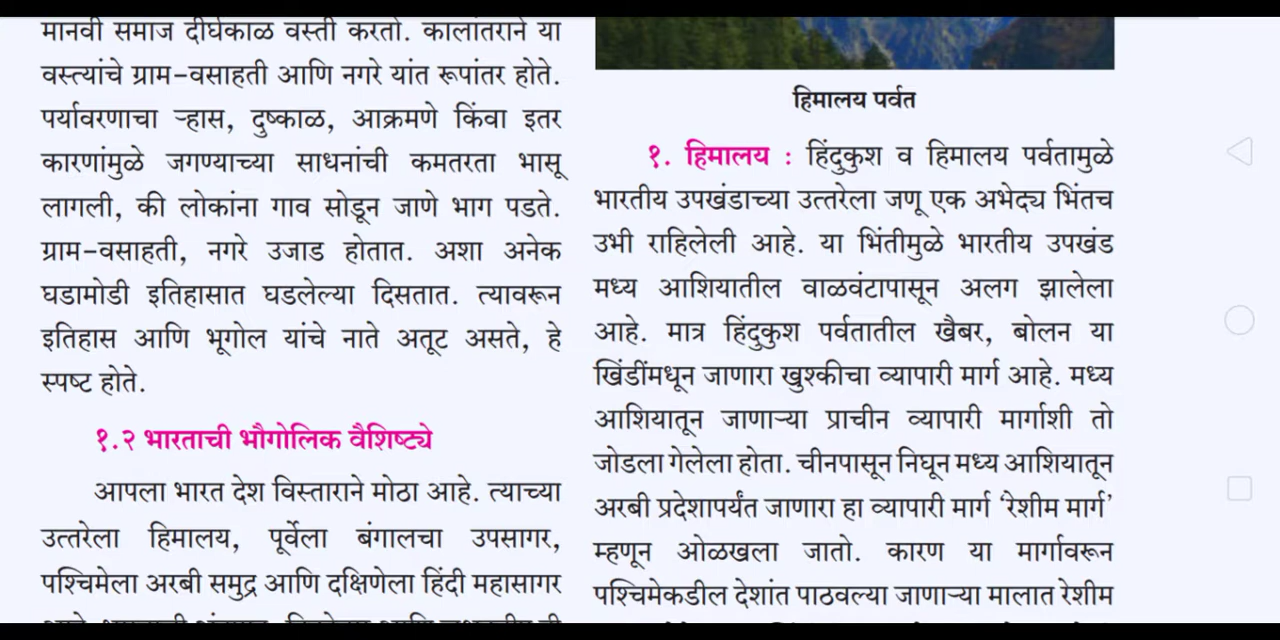 मानवी समाज दीर्घकाळ वस्ती करतो. कालांतराने या
वस्त्यांचे ग्राम-वसाहती आणि नगरे यांत रूपांतर होते.
पर्यावरणाचा ऱ्हास, दुष्काळ, आक्रमणे किंवा इतर
कारणांमुळे जगण्याच्या साधनांची कमतरता भासू
लागली, की लोकांना गाव सोडून जाणे भाग पडते.
ग्राम-वसाहती, नगरे उजाड होतात. अशा अनेक
घडामोडी इतिहासात घडलेल्या दिसतात. त्यावरून
इतिहास आणि भूगोल यांचे नाते अतूट असते, हे
स्पष्ट होते.
१.२ भारताची भौगोलिक वैशिष्ट्ये
आपला भारत देश विस्ताराने मोठा आहे. त्याच्या
उत्तरेला हिमालय, पूर्वेला बंगालचा उपसागर,
पश्चिमेला अरबी समुद्र आणि दक्षिणेला हिंदी महासागर
हिमालय पर्वत
१. हिमालय : हिंदुकुश व हिमालय पर्वतामुळे
भारतीय उपखंडाच्या उत्तरेला जणू एक अभेद्य भिंतच
उभी राहिलेली आहे. या भिंतीमुळे भारतीय उपखंड
मध्य आशियातील वाळवंटापासून अलग झालेला
आहे. मात्र हिंदुकुश पर्वतातील खैबर, बोलन या
खिंडींमधून जाणारा खुश्कीचा व्यापारी मार्ग आहे. मध्य
आशियातून जाणाऱ्या प्राचीन व्यापारी मार्गाशी तो
जोडला गेलेला होता. चीनपासून निघून मध्य आशियातून
अरबी प्रदेशापर्यंत जाणारा हा व्यापारी मार्ग ‘रेशीम मार्ग’
म्हणून ओळखला जातो. कारण या मार्गावरून
पश्चिमेकडील देशांत पाठवल्या जाणाऱ्या मालात रेशीम